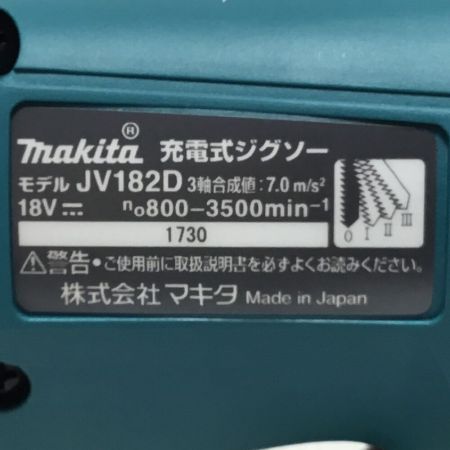 makita® 充電式ジグソー
モデル JV182D 3軸合成値:7.0 m/s²
18V⎓ n₀800-3500min⁻¹
1730
⚠警告・ご使用前に取扱説明書を必ずよくお読みください。
株式会社 マキタ Made in Japan
0 I II III